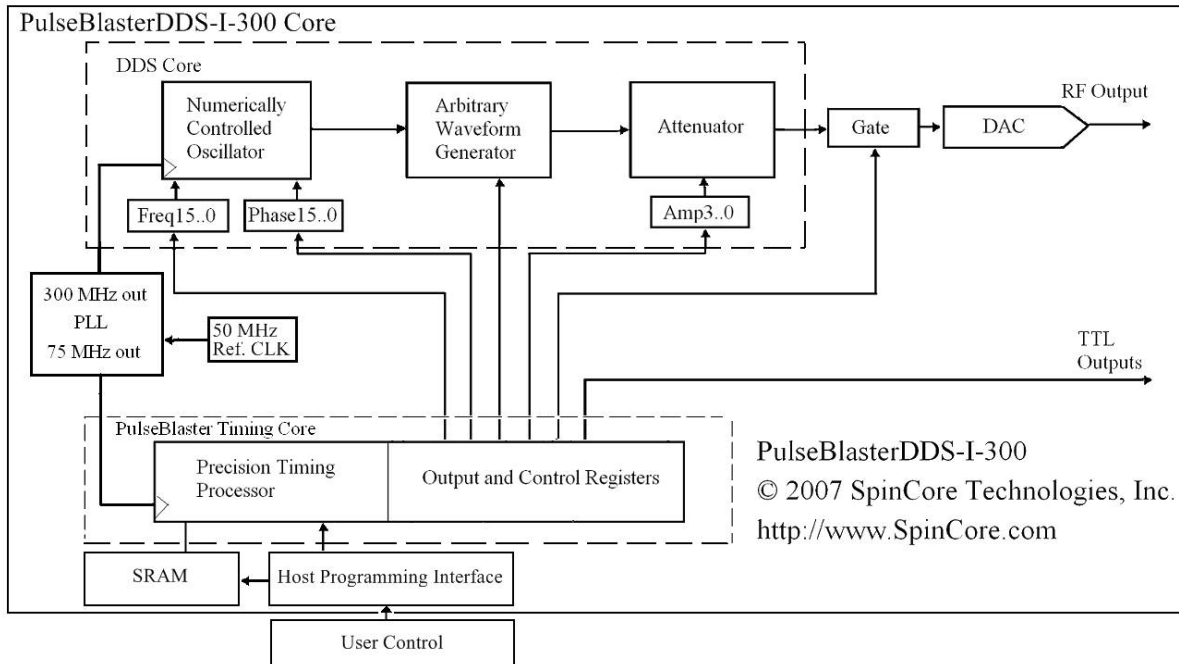 PulseBlasterDDS-I-300 Core
DDS Core
Numerically
Controlled
Oscillator
Arbitrary
Waveform
Generator
Attenuator
Gate
DAC
RF Output
Freq15..0
Phase15..0
Amp3..0
300 MHz out
PLL
75 MHz out
50 MHz
Ref. CLK
TTL
Outputs
PulseBlaster Timing Core
Precision Timing
Processor
Output and Control Registers
PulseBlasterDDS-I-300
© 2007 SpinCore Technologies, Inc.
http://www.SpinCore.com
SRAM
Host Programming Interface
User Control